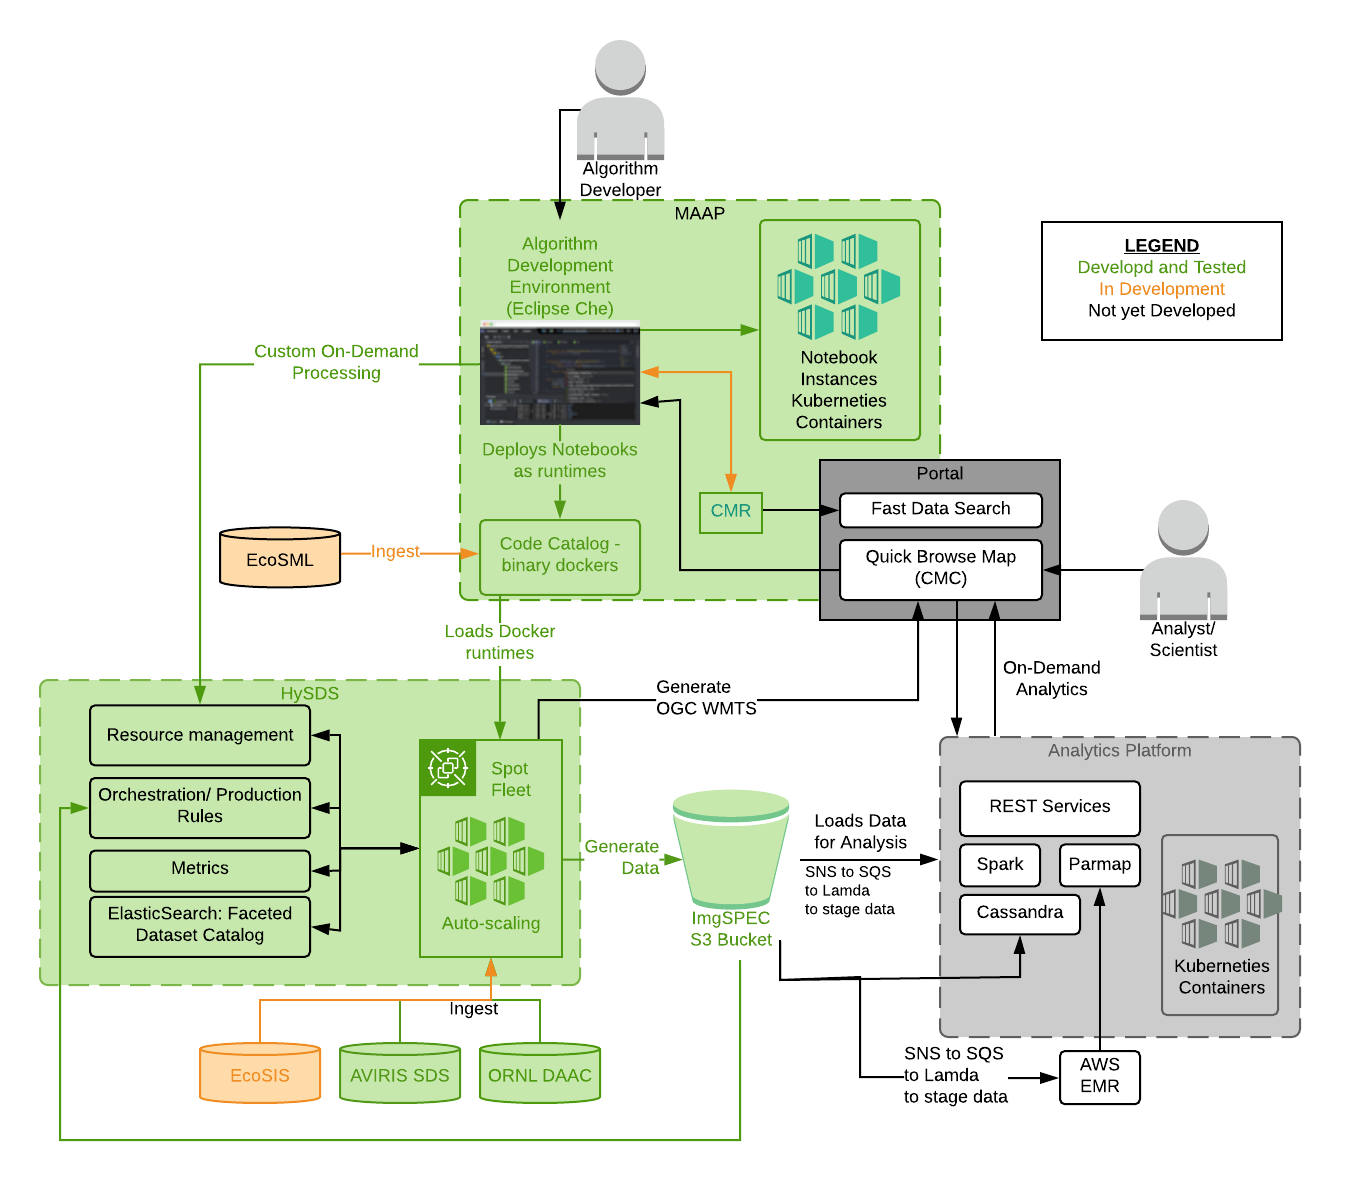 Algorithm
Developer
MAAP
Algorithm
Development
Environment
(Eclipse Che)
Notebook
Instances
Kuberneties
Containers
LEGEND
Developd and Tested
In Development
Not yet Developed
Custom On-Demand
Processing
Deploys Notebooks
as runtimes
CMR
Portal
Fast Data Search
Quick Browse Map
(CMC)
EcoSML
Ingest
Code Catalog -
binary dockers
Analyst/
Scientist
Loads Docker
runtimes
On-Demand
Analytics
Generate
OGC WMTS
HySDS
Resource management
Orchestration/ Production
Rules
Metrics
ElasticSearch: Faceted
Dataset Catalog
Spot
Fleet
Auto-scaling
Generate
Data
ImgSPEC
S3 Bucket
Loads Data
for Analysis
SNS to SQS
to Lamda
to stage data
Analytics Platform
REST Services
Spark
Parmap
Cassandra
Kuberneties
Containers
Ingest
EcoSIS
AVIRIS SDS
ORNL DAAC
SNS to SQS
to Lamda
to stage data
AWS
EMR